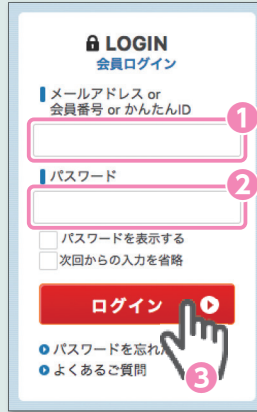 LOGIN
会員ログイン
メールアドレス or
会員番号 or かんたんID
1
パスワード
2
パスワードを表示する
次回からの入力を省略
ログイン
パスワードを忘れた
よくあるご質問
3